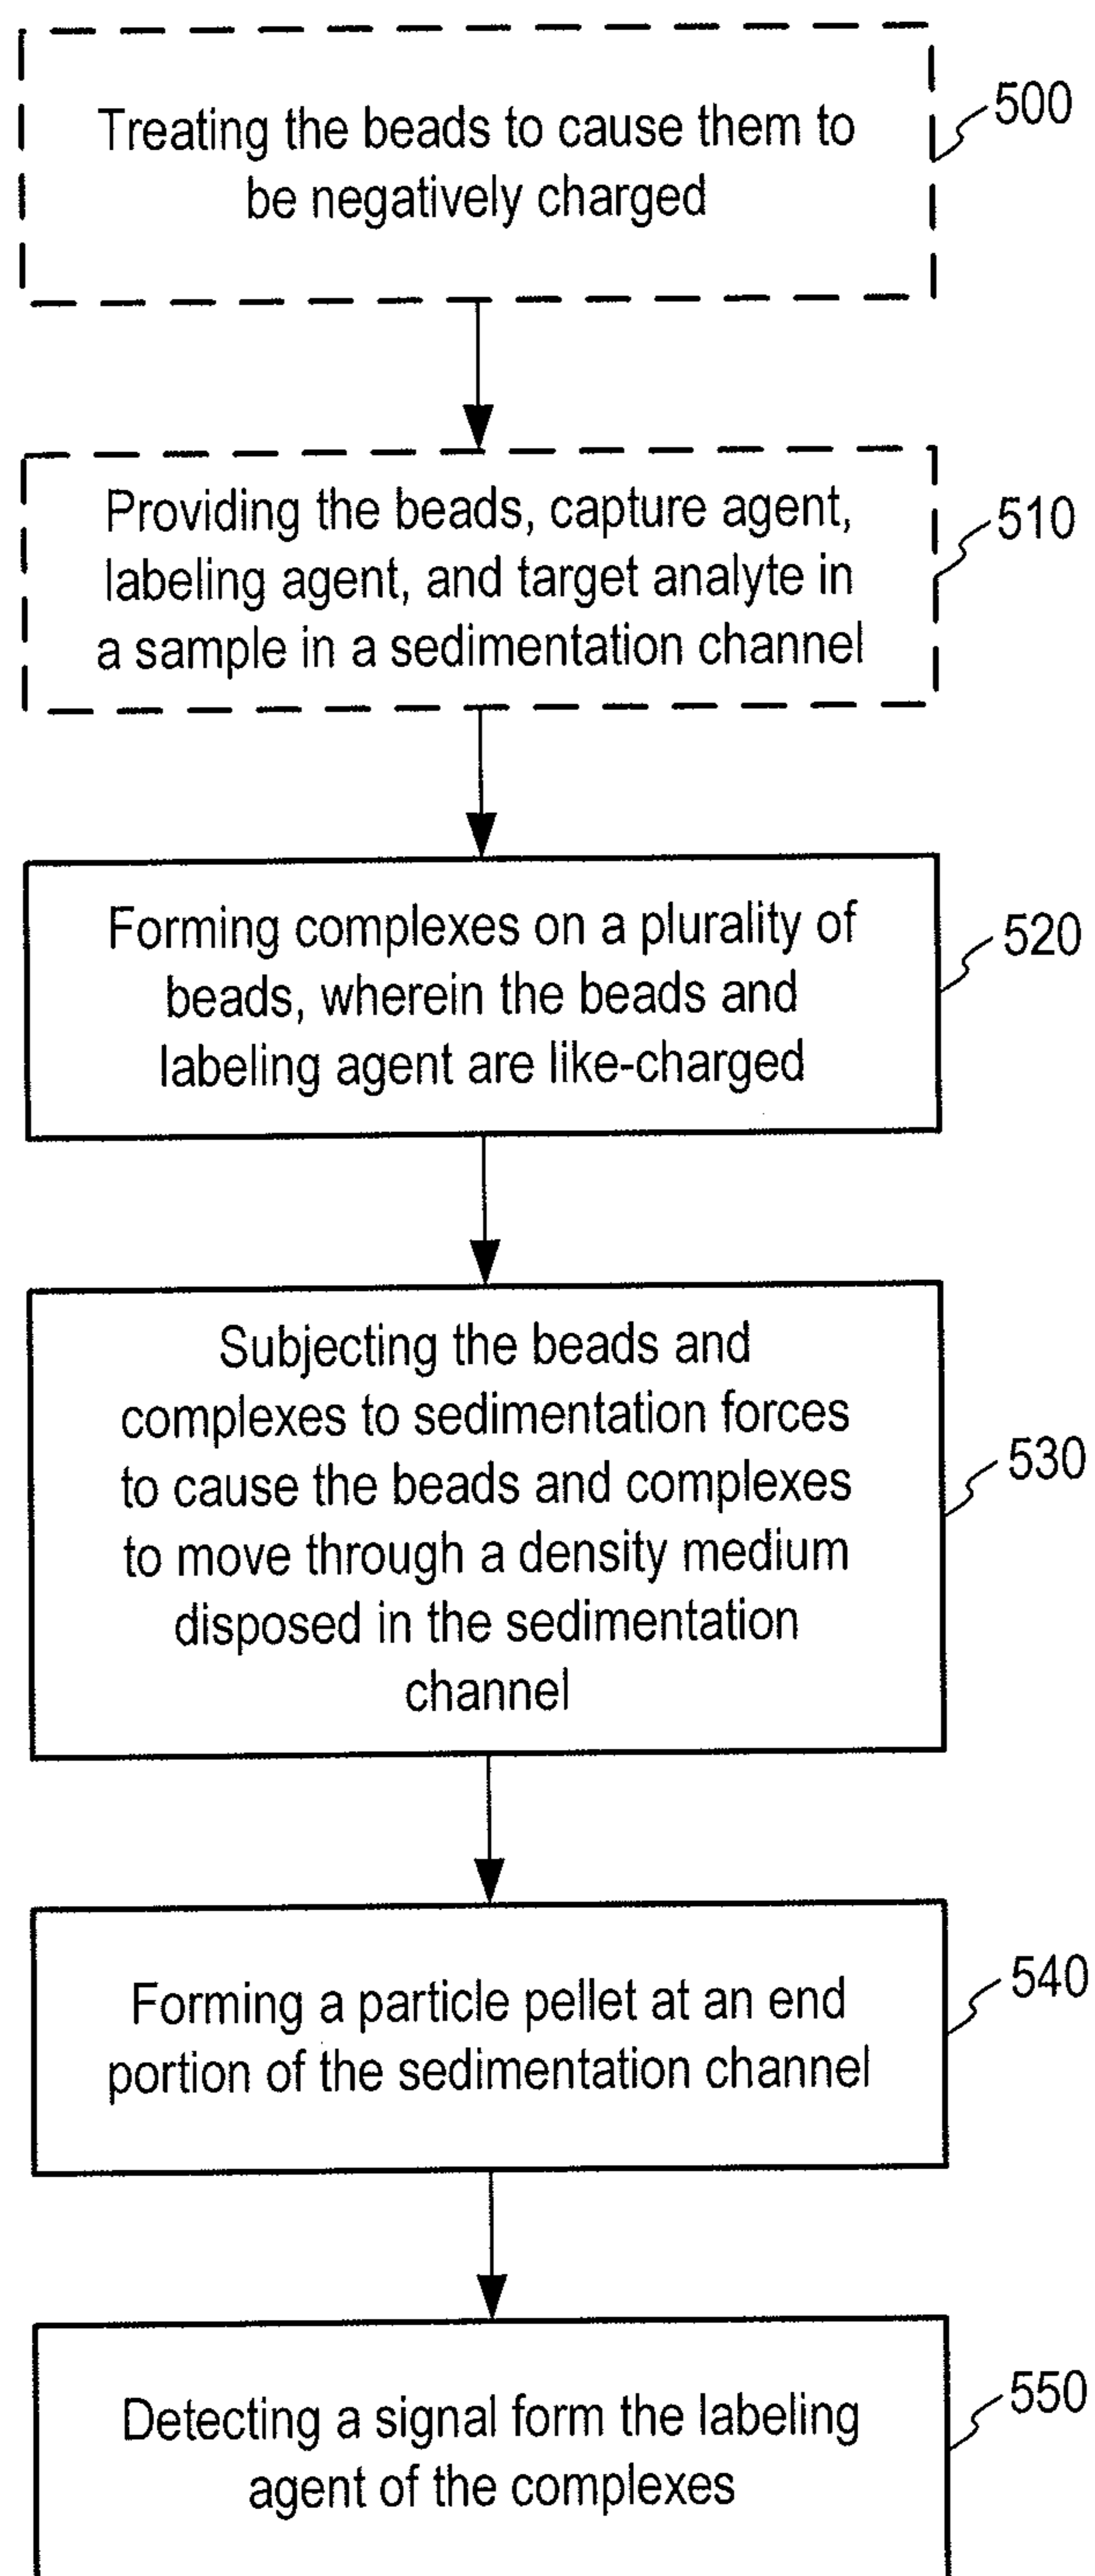 Treating the beads to cause them to
be negatively charged
500
Providing the beads, capture agent,
labeling agent, and target analyte in
a sample in a sedimentation channel
510
Forming complexes on a plurality of
beads, wherein the beads and
labeling agent are like-charged
520
Subjecting the beads and
complexes to sedimentation forces
to cause the beads and complexes
to move through a density medium
disposed in the sedimentation
channel
530
Forming a particle pellet at an end
portion of the sedimentation channel
540
Detecting a signal form the labeling
agent of the complexes
550